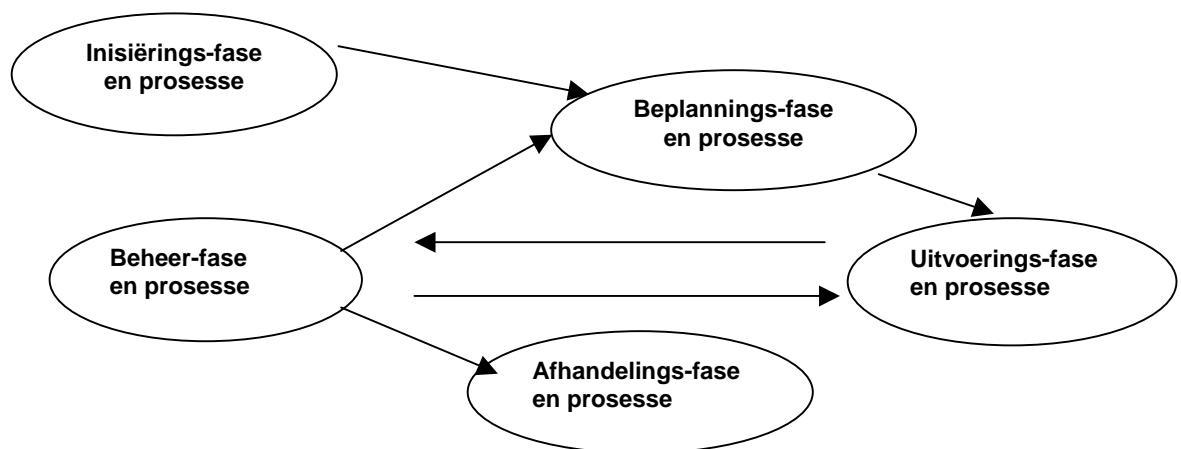 Inisiërings-fase
en prosesse
Beplannings-fase
en prosesse
Beheer-fase
en prosesse
Uitvoerings-fase
en prosesse
Afhandelings-fase
en prosesse